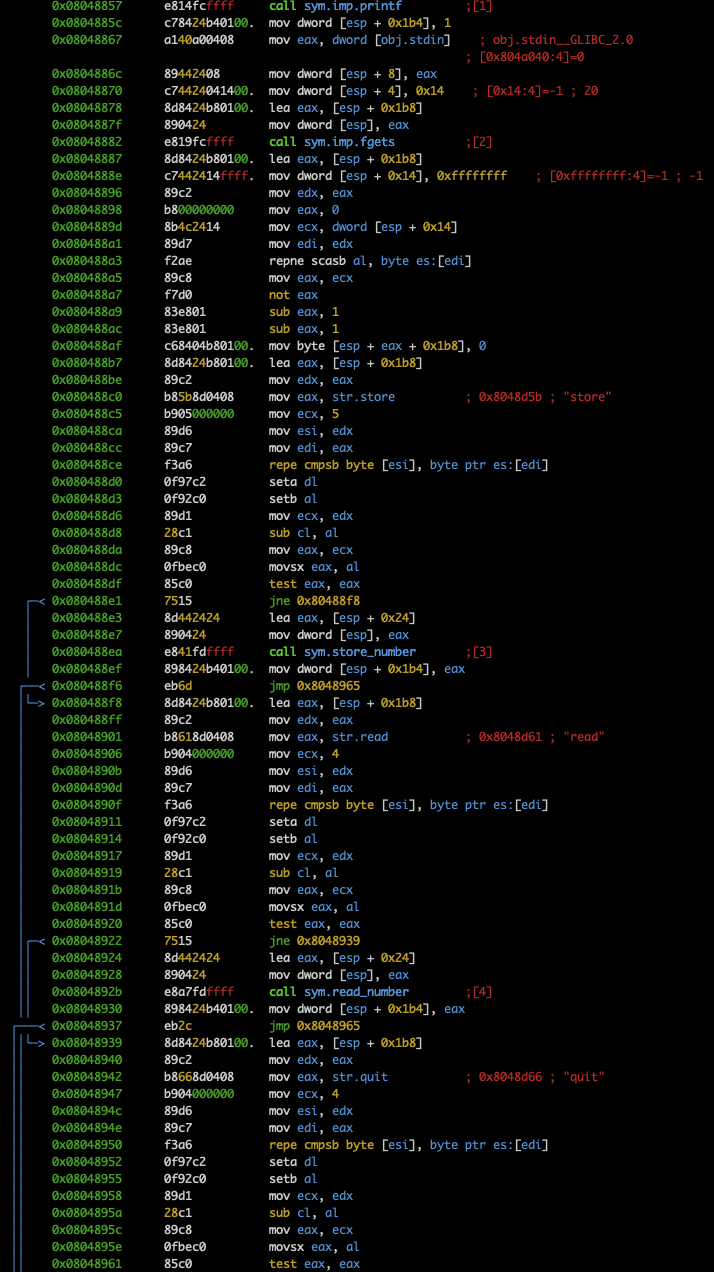 0x08048857 e814fcffff call sym.imp.printf ;[1]
0x0804885c c78424b40100. mov dword [esp + 0x1b4], 1
0x08048867 a140a00408 mov eax, dword [obj.stdin] ; obj.stdin__GLIBC_2.0
; [0x804a040:4]=0
0x0804886c 89442408 mov dword [esp + 8], eax
0x08048870 c74424041400. mov dword [esp + 4], 0x14 ; [0x14:4]=-1 ; 20
0x08048878 8d8424b80100. lea eax, [esp + 0x1b8]
0x0804887f 890424 mov dword [esp], eax
0x08048882 e819fcffff call sym.imp.fgets ;[2]
0x08048887 8d8424b80100. lea eax, [esp + 0x1b8]
0x0804888e c7442414ffff. mov dword [esp + 0x14], 0xffffffff ; [0xffffffff:4]=-1 ; -1
0x08048896 89c2 mov edx, eax
0x08048898 b800000000 mov eax, 0
0x0804889d 8b4c2414 mov ecx, dword [esp + 0x14]
0x080488a1 89d7 mov edi, edx
0x080488a3 f2ae repne scasb al, byte es:[edi]
0x080488a5 89c8 mov eax, ecx
0x080488a7 f7d0 not eax
0x080488a9 83e801 sub eax, 1
0x080488ac 83e801 sub eax, 1
0x080488af c68404b80100. mov byte [esp + eax + 0x1b8], 0
0x080488b7 8d8424b80100. lea eax, [esp + 0x1b8]
0x080488be 89c2 mov edx, eax
0x080488c0 b85b8d0408 mov eax, str.store ; 0x8048d5b ; "store"
0x080488c5 b905000000 mov ecx, 5
0x080488ca 89d6 mov esi, edx
0x080488cc 89c7 mov edi, eax
0x080488ce f3a6 repe cmpsb byte [esi], byte ptr es:[edi]
0x080488d0 0f97c2 seta dl
0x080488d3 0f92c0 setb al
0x080488d6 89d1 mov ecx, edx
0x080488d8 28c1 sub cl, al
0x080488da 89c8 mov eax, ecx
0x080488dc 0fbec0 movsx eax, al
0x080488df 85c0 test eax, eax
0x080488e1 7515 jne 0x80488f8
0x080488e3 8d442424 lea eax, [esp + 0x24]
0x080488e7 890424 mov dword [esp], eax
0x080488ea e841fdffff call sym.store_number ;[3]
0x080488ef 898424b40100. mov dword [esp + 0x1b4], eax
0x080488f6 eb6d jmp 0x8048965
0x080488f8 8d8424b80100. lea eax, [esp + 0x1b8]
0x080488ff 89c2 mov edx, eax
0x08048901 b8618d0408 mov eax, str.read ; 0x8048d61 ; "read"
0x08048906 b904000000 mov ecx, 4
0x0804890b 89d6 mov esi, edx
0x0804890d 89c7 mov edi, eax
0x0804890f f3a6 repe cmpsb byte [esi], byte ptr es:[edi]
0x08048911 0f97c2 seta dl
0x08048914 0f92c0 setb al
0x08048917 89d1 mov ecx, edx
0x08048919 28c1 sub cl, al
0x0804891b 89c8 mov eax, ecx
0x0804891d 0fbec0 movsx eax, al
0x08048920 85c0 test eax, eax
0x08048922 7515 jne 0x8048939
0x08048924 8d442424 lea eax, [esp + 0x24]
0x08048928 890424 mov dword [esp], eax
0x0804892b e8a7fdffff call sym.read_number ;[4]
0x08048930 898424b40100. mov dword [esp + 0x1b4], eax
0x08048937 eb2c jmp 0x8048965
0x08048939 8d8424b80100. lea eax, [esp + 0x1b8]
0x08048940 89c2 mov edx, eax
0x08048942 b8668d0408 mov eax, str.quit ; 0x8048d66 ; "quit"
0x08048947 b904000000 mov ecx, 4
0x0804894c 89d6 mov esi, edx
0x0804894e 89c7 mov edi, eax
0x08048950 f3a6 repe cmpsb byte [esi], byte ptr es:[edi]
0x08048952 0f97c2 seta dl
0x08048955 0f92c0 setb al
0x08048958 89d1 mov ecx, edx
0x0804895a 28c1 sub cl, al
0x0804895c 89c8 mov eax, ecx
0x0804895e 0fbec0 movsx eax, al
0x08048961 85c0 test eax, eax